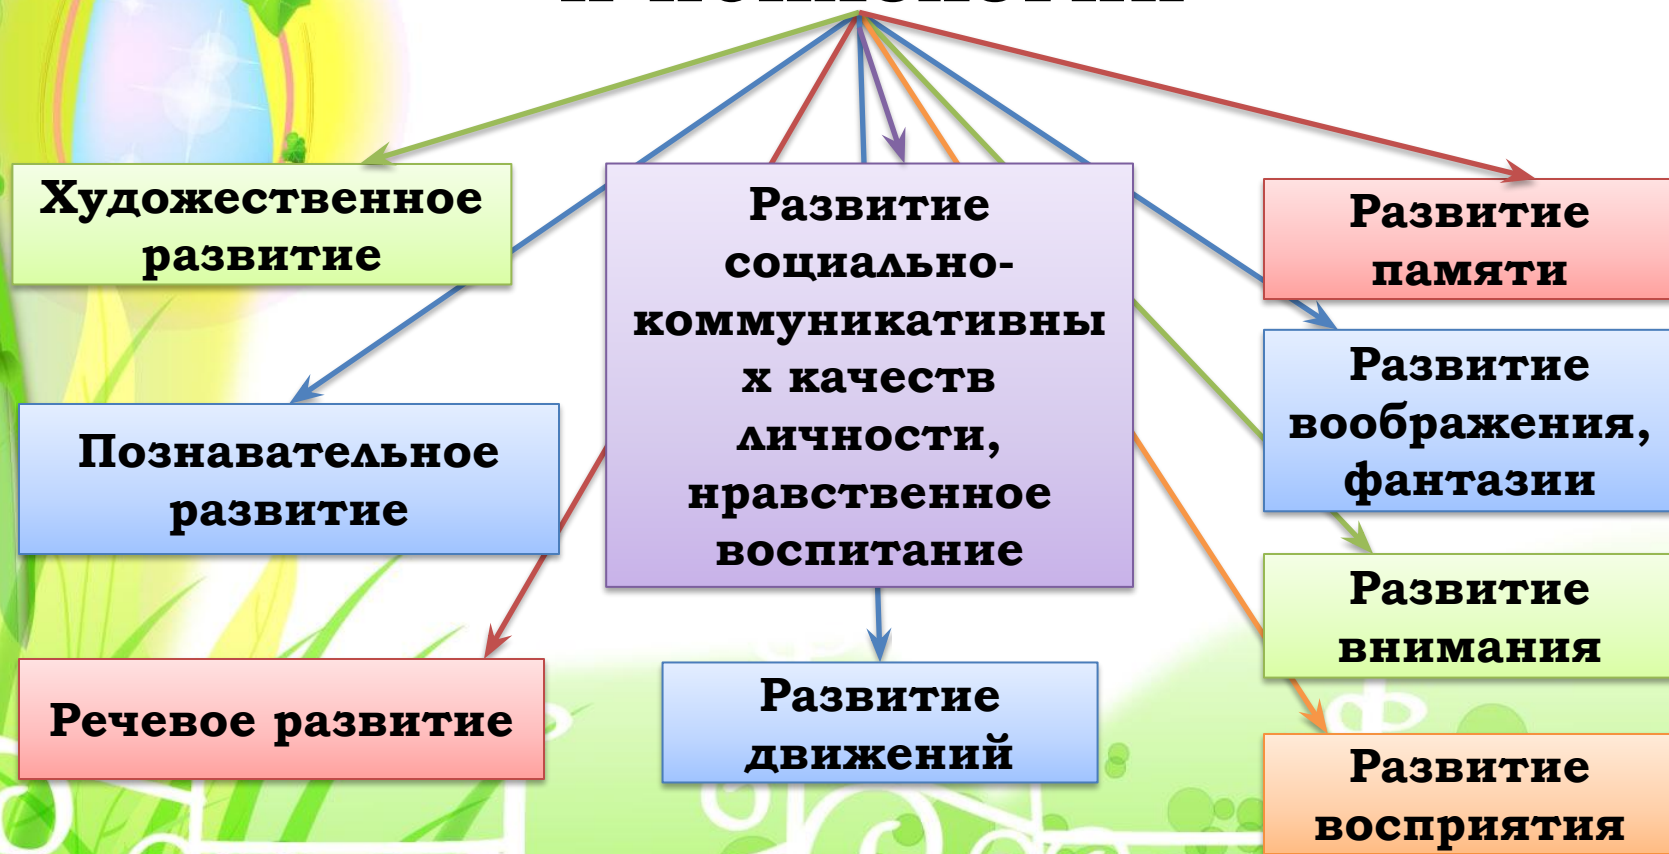 Художественное
развитие
Познавательное
развитие
Речевое развитие
Развитие
социально-
коммуникативны
х качеств
личности,
нравственное
воспитание
Развитие
движений
Развитие
памяти
Развитие
воображения,
фантазии
Развитие
внимания
Развитие
восприятия